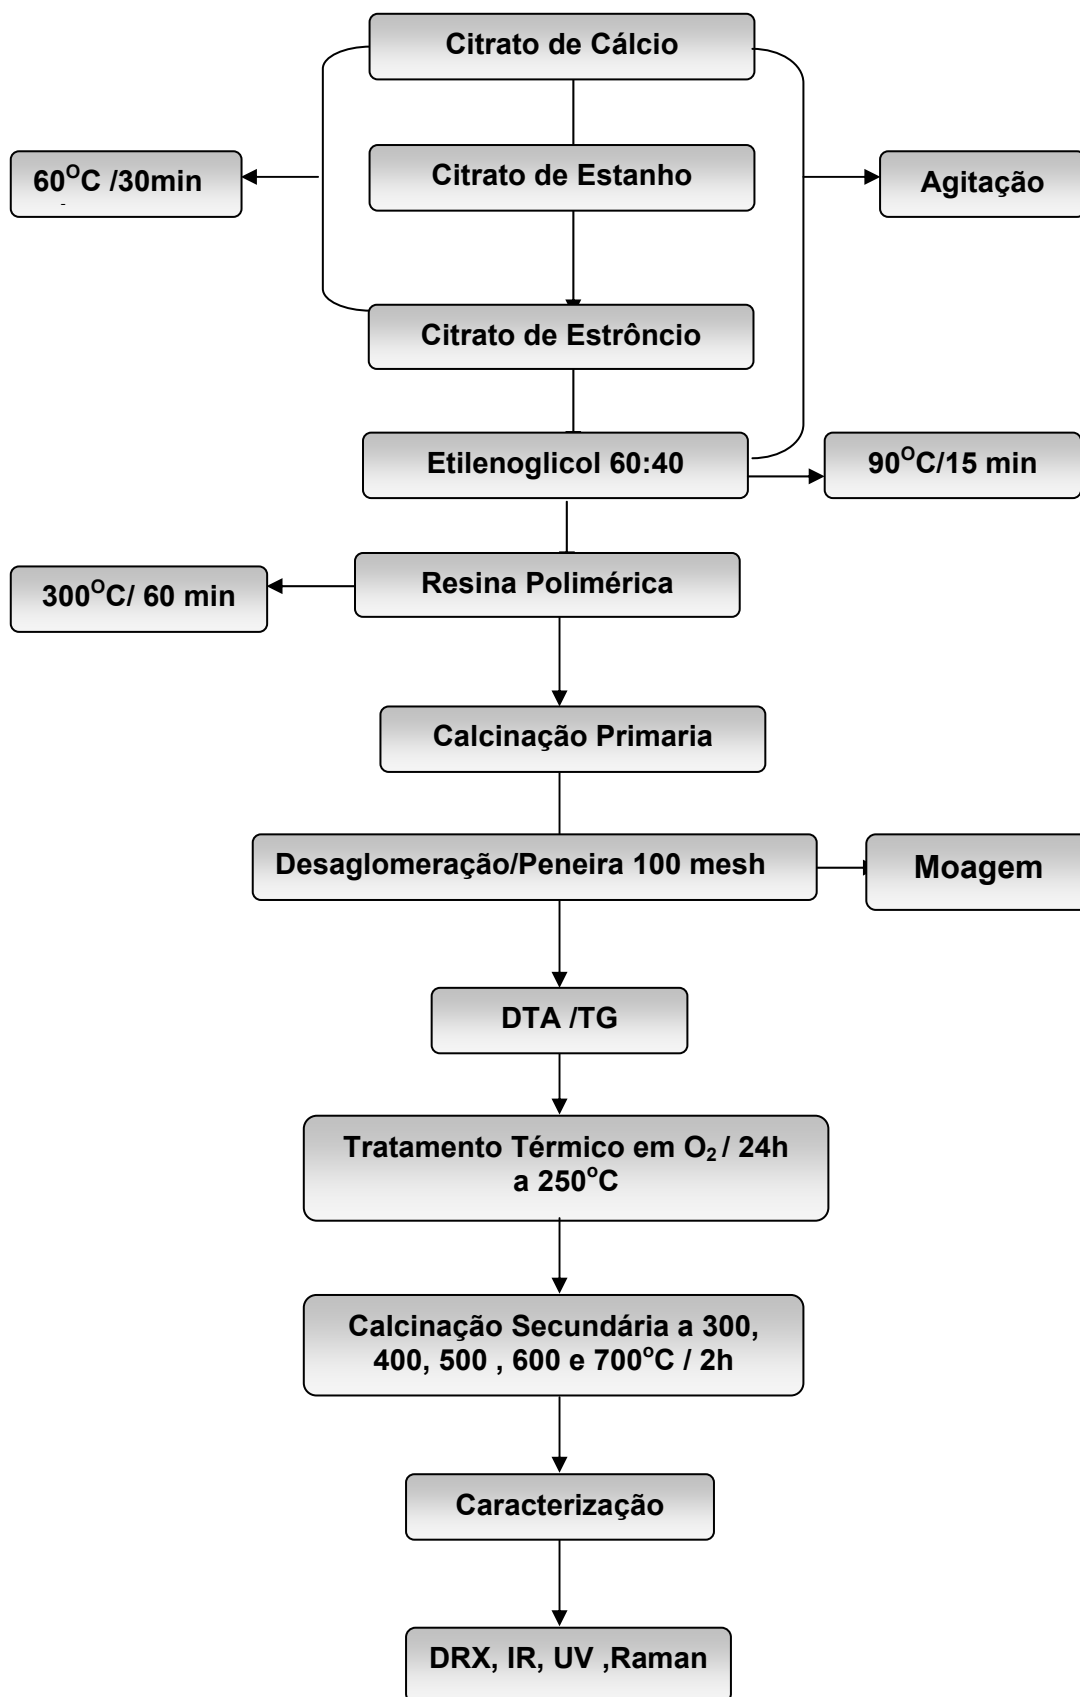 Citrato de Cálcio
60ºC /30min
Citrato de Estanho
Agitação
Citrato de Estrôncio
Etilenoglicol 60:40
90ºC/15 min
Resina Polimérica
300ºC/ 60 min
Calcinação Primaria
Desaglomeração/Peneira 100 mesh
Moagem
DTA /TG
Tratamento Térmico em O₂ / 24h
a 250ºC
Calcinação Secundária a 300,
400, 500 , 600 e 700ºC / 2h
Caracterização
DRX, IR, UV ,Raman